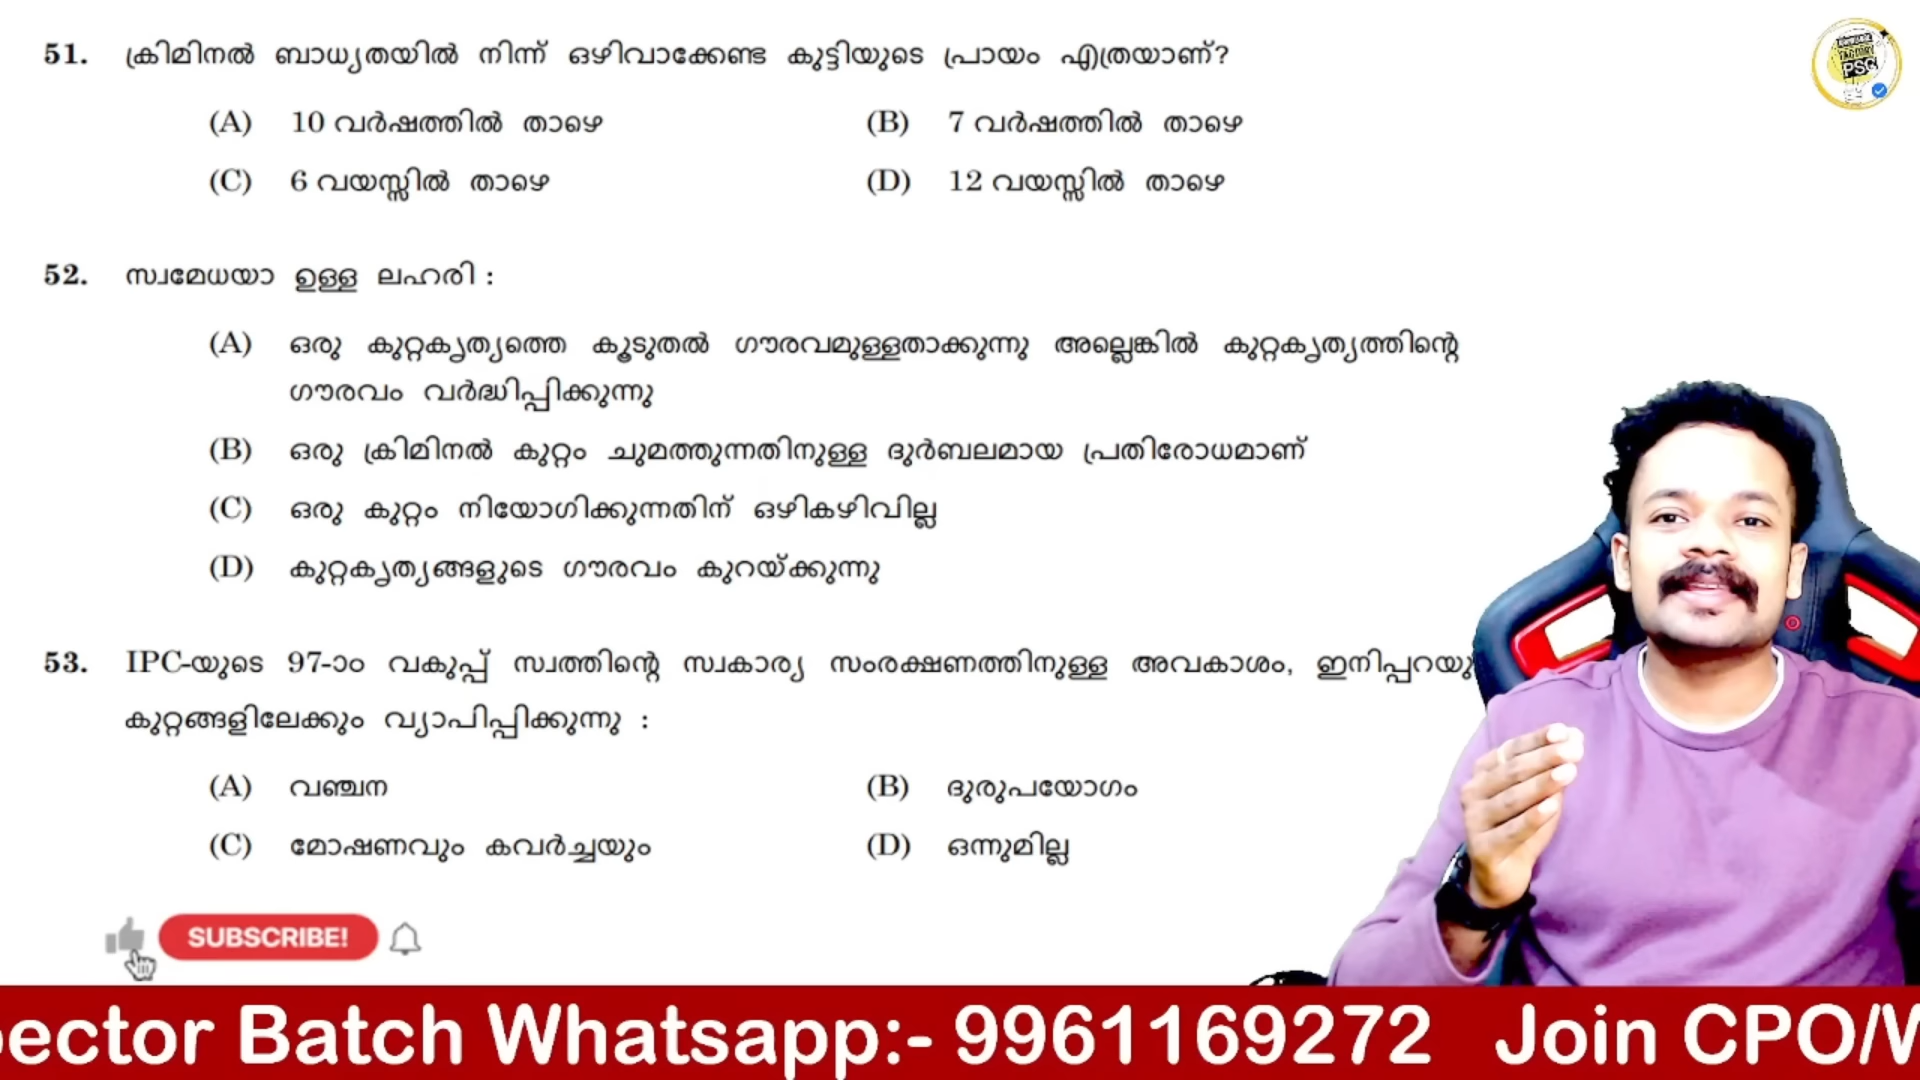 51. ക്രിമിനൽ ബാധ്യതയിൽ നിന്ന് ഒഴിവാക്കേണ്ട കുട്ടിയുടെ പ്രായം എത്രയാണ്?
(A) 10 വർഷത്തിൽ താഴെ (B) 7 വർഷത്തിൽ താഴെ
(C) 6 വയസ്സിൽ താഴെ (D) 12 വയസ്സിൽ താഴെ
52. സ്വമേധയാ ഉള്ള ലഹരി :
(A) ഒരു കുറ്റകൃത്യത്തെ കൂടുതൽ ഗൗരവമുള്ളതാക്കുന്നു അല്ലെങ്കിൽ കുറ്റകൃത്യത്തിന്റെ
ഗൗരവം വർദ്ധിപ്പിക്കുന്നു
(B) ഒരു ക്രിമിനൽ കുറ്റം ചുമത്തുന്നതിനുള്ള ദുർബലമായ പ്രതിരോധമാണ്
(C) ഒരു കുറ്റം നിയോഗിക്കുന്നതിന് ഒഴികഴിവില്ല
(D) കുറ്റകൃത്യങ്ങളുടെ ഗൗരവം കുറയ്ക്കുന്നു
53. IPC-യുടെ 97-ാം വകുപ്പ് സ്വത്തിന്റെ സ്വകാര്യ സംരക്ഷണത്തിനുള്ള അവകാശം, ഇനിപ്പറയു
കുറ്റങ്ങളിലേക്കും വ്യാപിപ്പിക്കുന്നു :
(A) വഞ്ചന (B) ദുരുപയോഗം
(C) മോഷണവും കവർച്ചയും (D) ഒന്നുമില്ല
SUBSCRIBE!
pector Batch Whatsapp:- 9961169272 Join CPO/W
FACTORY
PSC